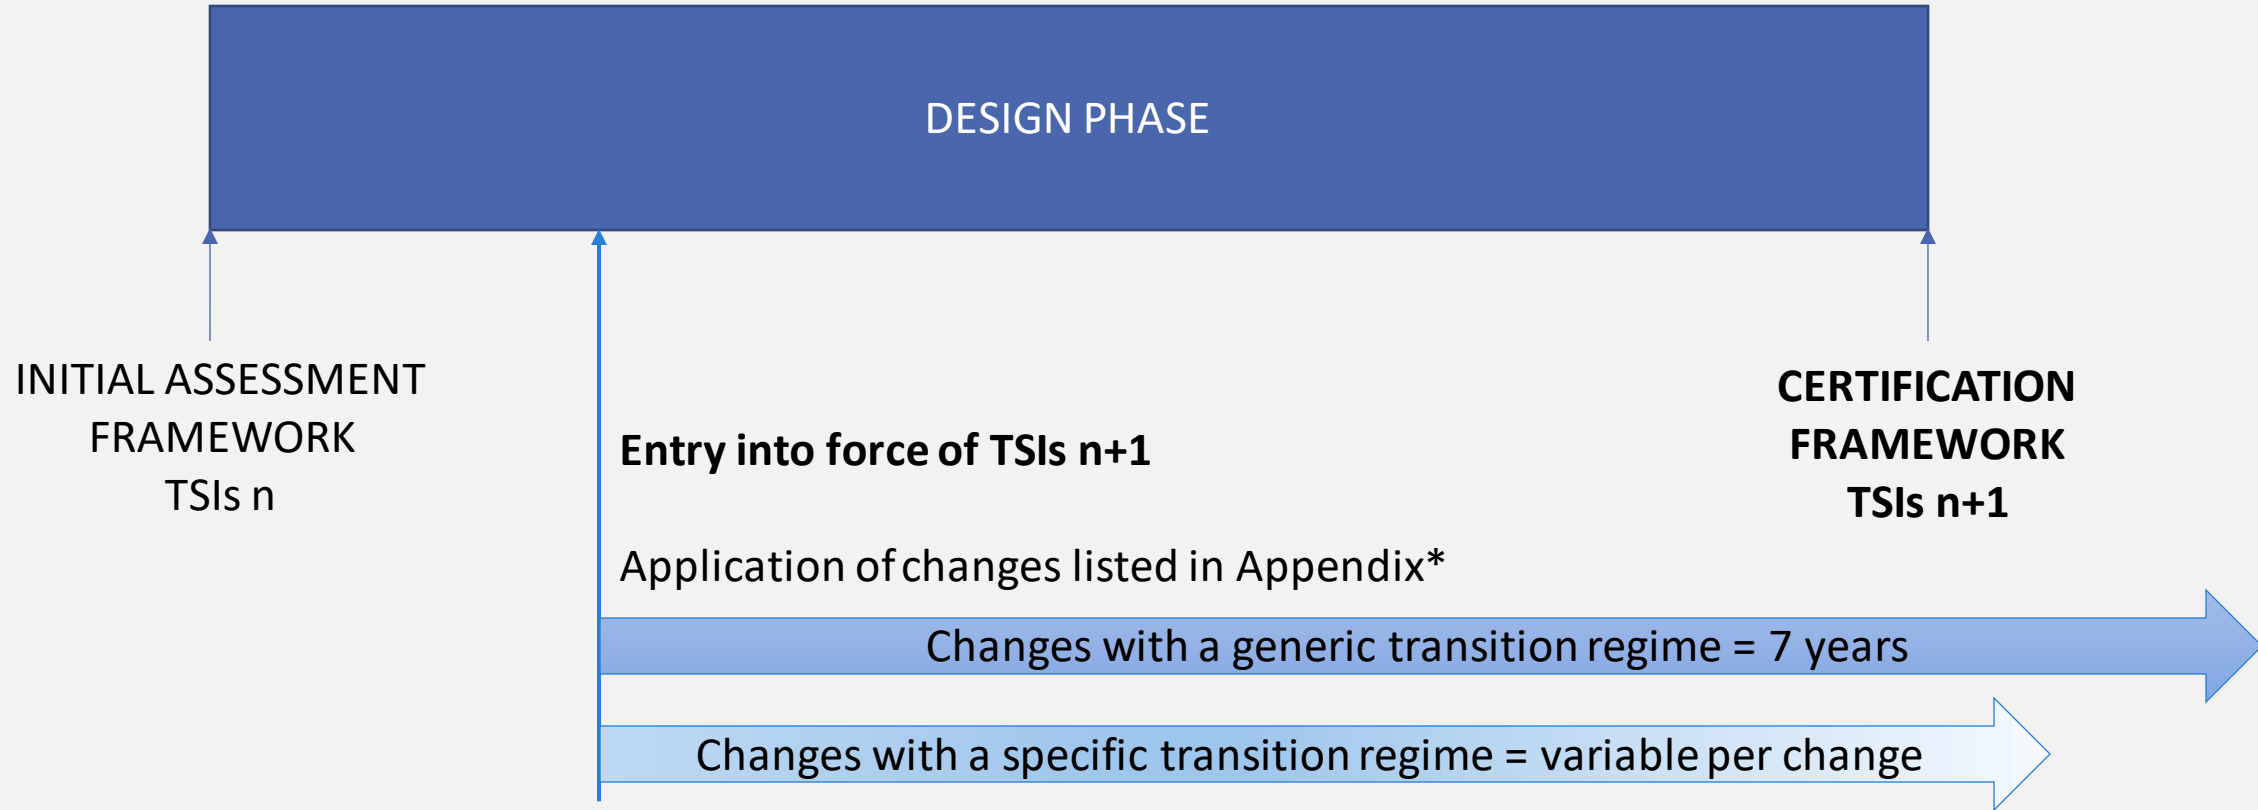 DESIGN PHASE
INITIAL ASSESSMENT
FRAMEWORK
TSIs n
Entry into force of TSIs n+1
Application of changes listed in Appendix*
CERTIFICATION
FRAMEWORK
TSIs n+1
Changes with a generic transition regime = 7 years
Changes with a specific transition regime = variable per change